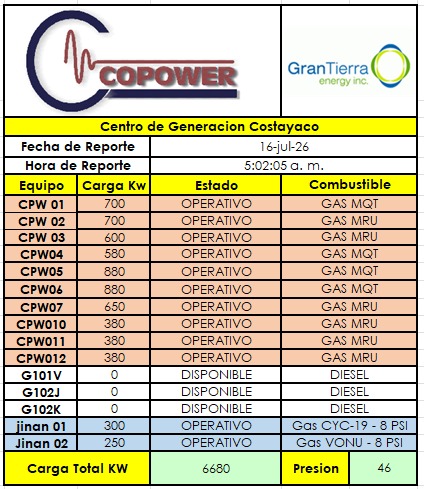 COPOWER
GranTierra
energy inc.
Centro de Generacion Costayaco
Fecha de Reporte 16-jul-26
Hora de Reporte 5:02:05 a. m.
Equipo Carga Kw Estado Combustible
CPW 01 700 OPERATIVO GAS MQT
CPW 02 700 OPERATIVO GAS MRU
CPW 03 600 OPERATIVO GAS MRU
CPW04 580 OPERATIVO GAS MQT
CPW05 880 OPERATIVO GAS MQT
CPW06 880 OPERATIVO GAS MQT
CPW07 650 OPERATIVO GAS MRU
CPW010 380 OPERATIVO GAS MRU
CPW011 380 OPERATIVO GAS MRU
CPW012 380 OPERATIVO GAS MRU
G101V 0 DISPONIBLE DIESEL
G102J 0 DISPONIBLE DIESEL
G102K 0 DISPONIBLE DIESEL
jinan 01 300 OPERATIVO Gas CYC-19 - 8 PSI
Jinan 02 250 OPERATIVO Gas VONU - 8 PSI
Carga Total KW 6680 Presion 46